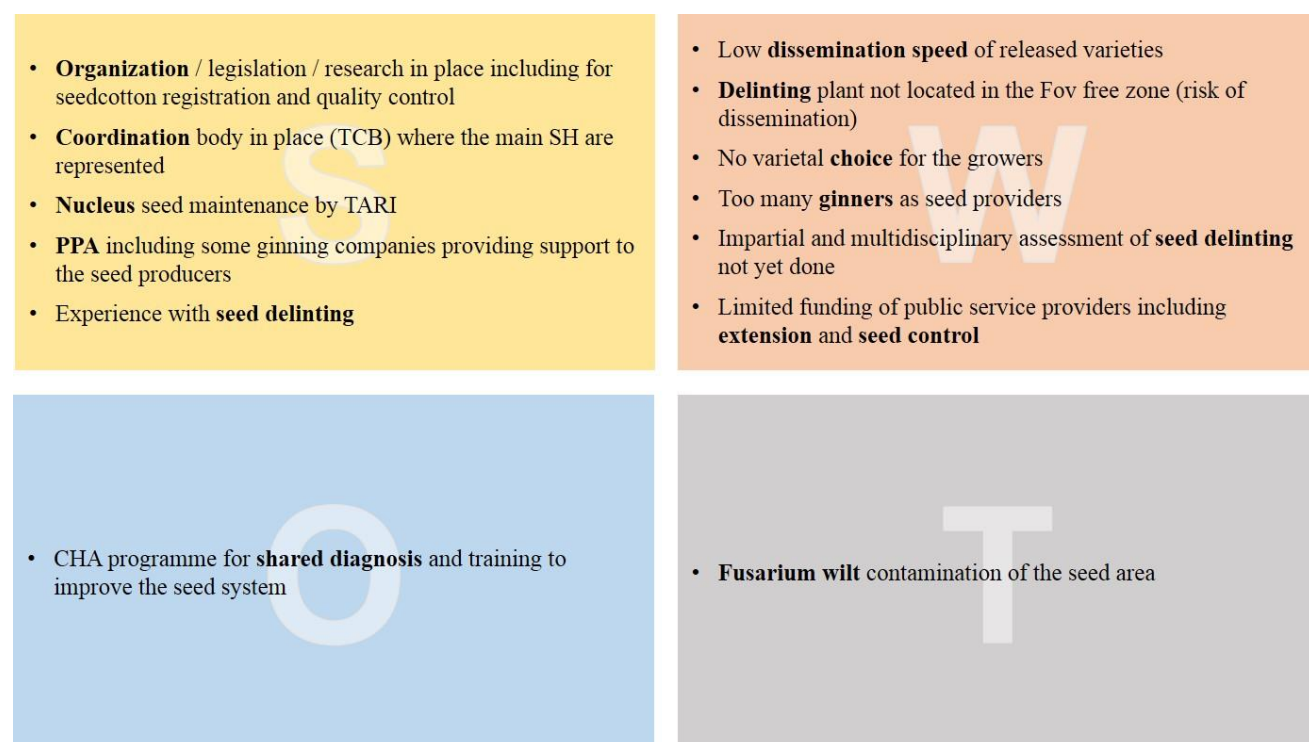 S
• Organization / legislation / research in place including for
seedcotton registration and quality control
• Coordination body in place (TCB) where the main SH are
represented
• Nucleus seed maintenance by TARI
• PPA including some ginning companies providing support to
the seed producers
• Experience with seed delinting
W
• Low dissemination speed of released varieties
• Delinting plant not located in the Fov free zone (risk of
dissemination)
• No varietal choice for the growers
• Too many ginners as seed providers
• Impartial and multidisciplinary assessment of seed delinting
not yet done
• Limited funding of public service providers including
extension and seed control
O
• CHA programme for shared diagnosis and training to
improve the seed system
T
• Fusarium wilt contamination of the seed area